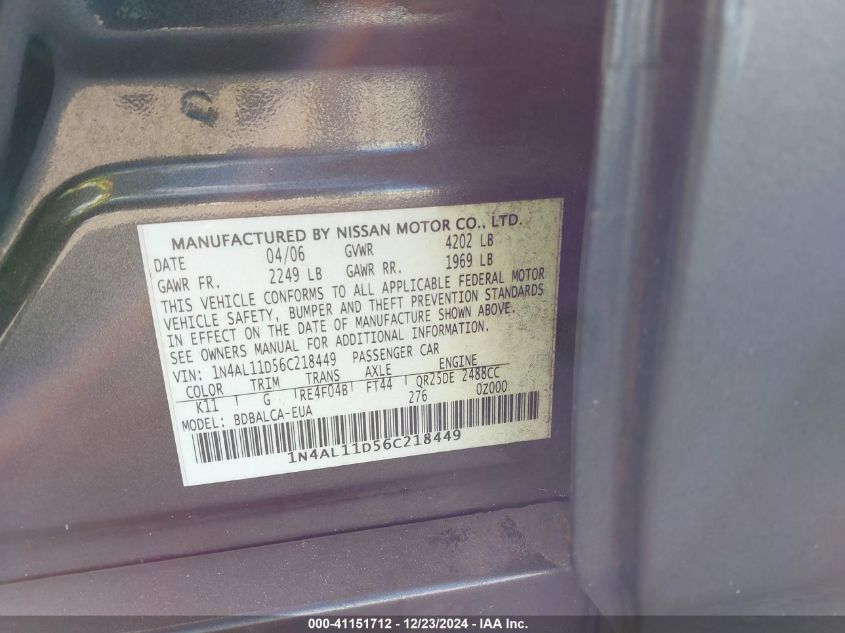 MANUFACTURED BY NISSAN MOTOR CO., LTD.
DATE 04/06 GVWR 4202 LB
GAWR FR. 2249 LB GAWR RR. 1969 LB
THIS VEHICLE CONFORMS TO ALL APPLICABLE FEDERAL MOTOR
VEHICLE SAFETY, BUMPER AND THEFT PREVENTION STANDARDS
IN EFFECT ON THE DATE OF MANUFACTURE SHOWN ABOVE.
SEE OWNERS MANUAL FOR ADDITIONAL INFORMATION.
VIN: 1N4AL11D56C218449 PASSENGER CAR
COLOR TRIM TRANS AXLE ENGINE
K11 G RE4F04B FT44 QR25DE 2488CC
MODEL: BDBALCA-EUA 276 0Z000
1N4AL11D56C218449
000-41151712 - 12/23/2024 - IAA Inc.